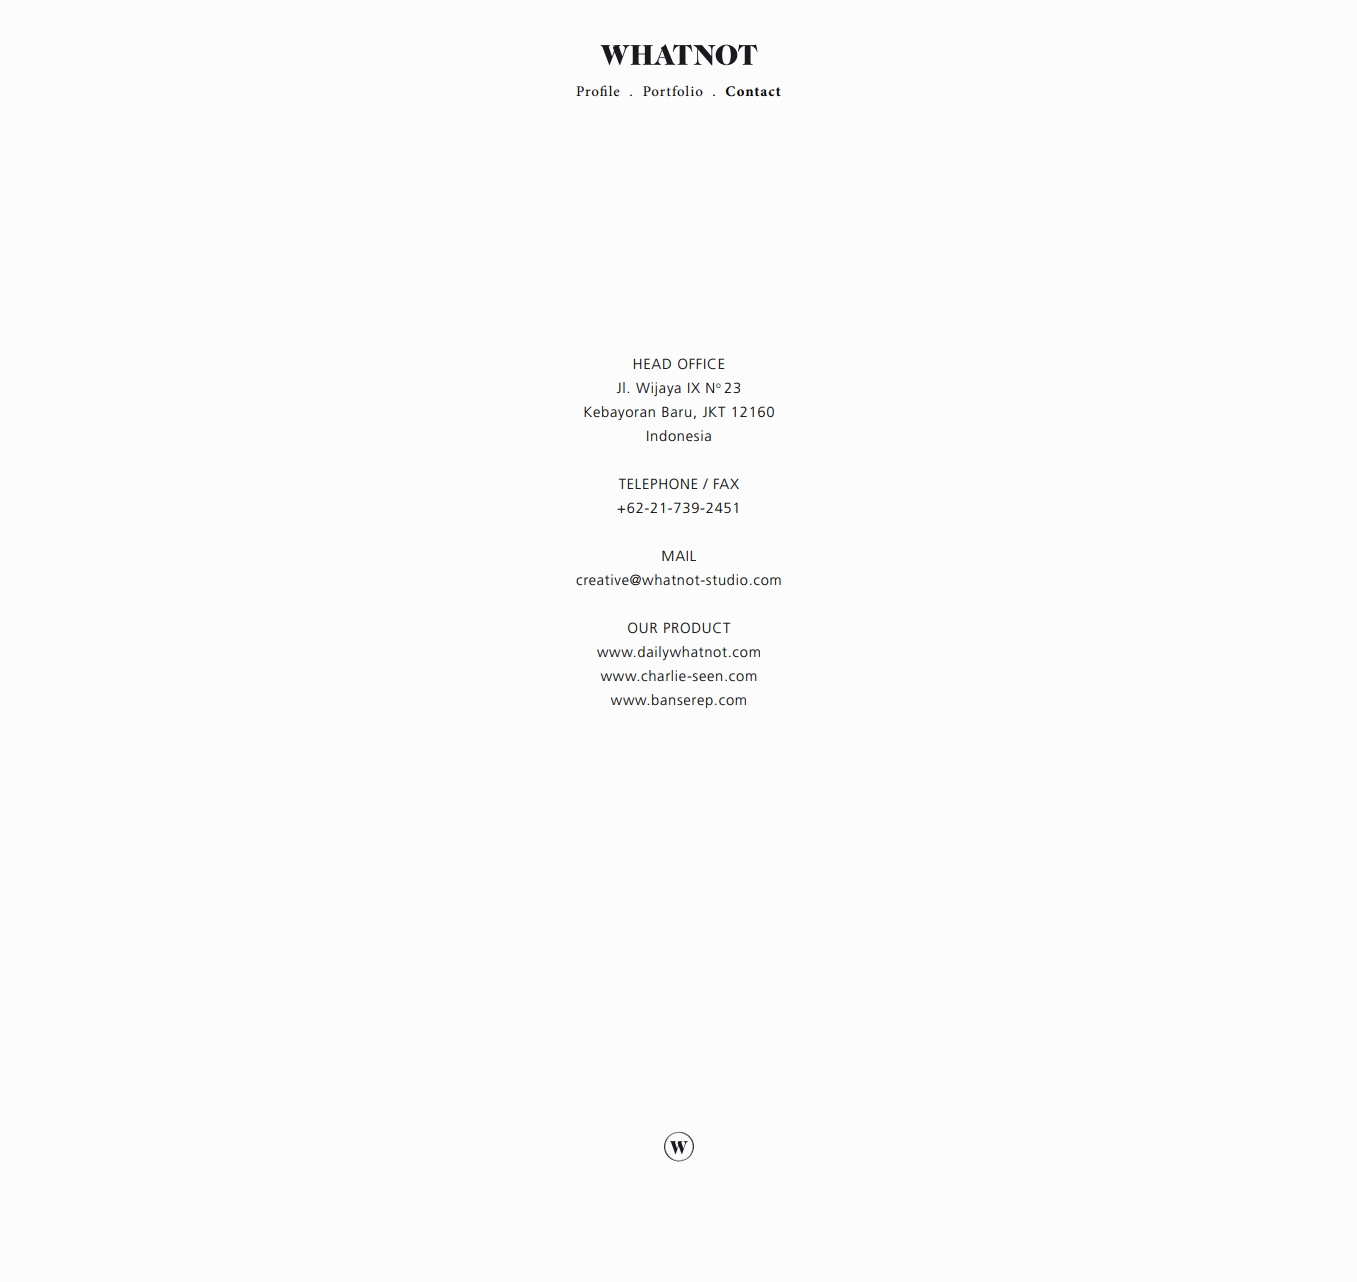 WHATNOT
Profile . Portfolio . Contact
HEAD OFFICE
Jl. Wijaya IX Nº 23
Kebayoran Baru, JKT 12160
Indonesia
TELEPHONE / FAX
+62-21-739-2451
MAIL
creative@whatnot-studio.com
OUR PRODUCT
www.dailywhatnot.com
www.charlie-seen.com
www.banserep.com
W